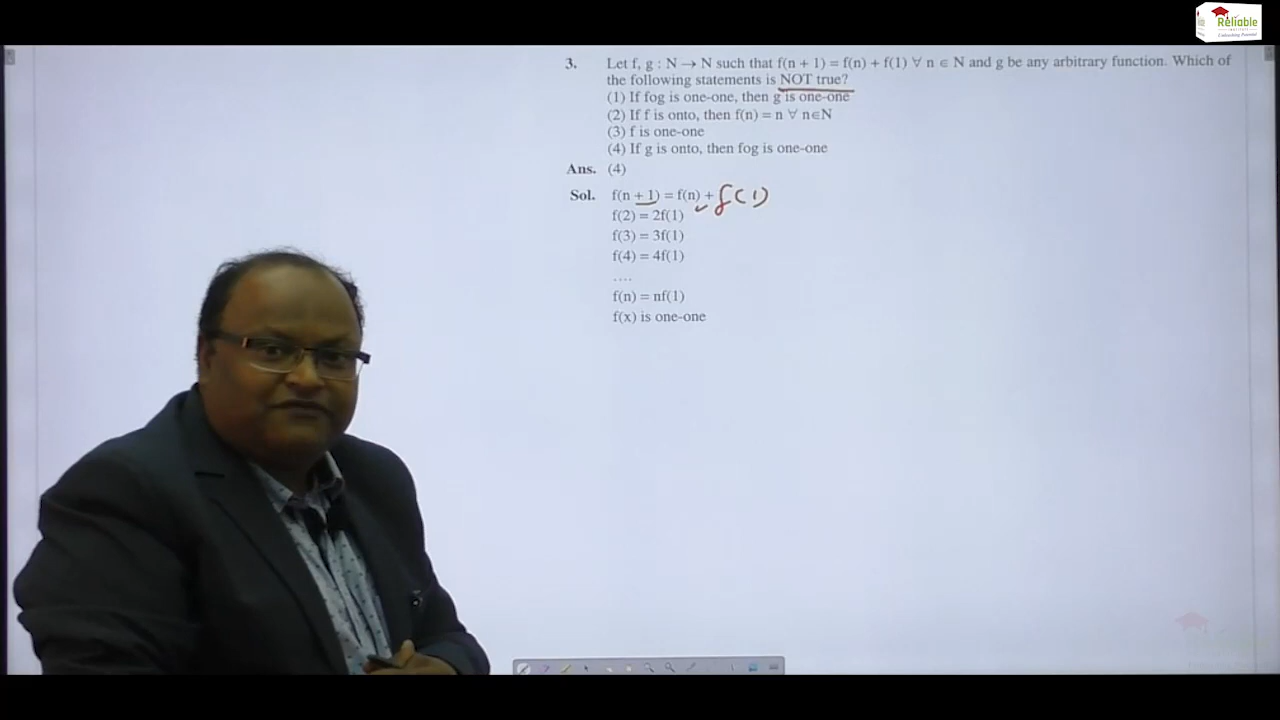 Reliable
INSTITUTE
Unleashing Potential
3. Let f, g : N → N such that f(n + 1) = f(n) + f(1) ∀ n ∈ N and g be any arbitrary function. Which of
the following statements is NOT true?
(1) If fog is one-one, then g is one-one
(2) If f is onto, then f(n) = n ∀ n∈N
(3) f is one-one
(4) If g is onto, then fog is one-one
Ans. (4)
Sol. f(n + 1) = f(n) + f(1)
f(2) = 2f(1)
f(3) = 3f(1)
f(4) = 4f(1)
....
f(n) = nf(1)
f(x) is one-one